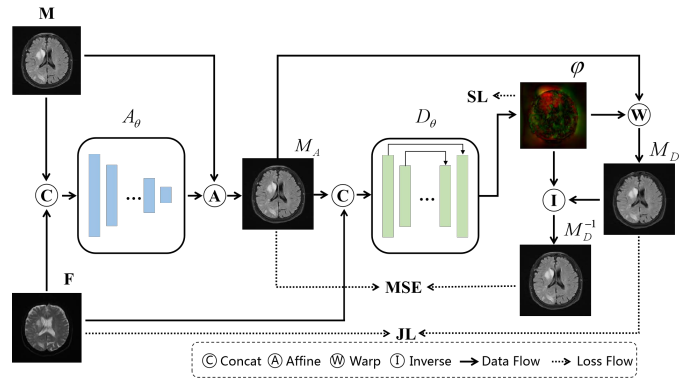 M
A_θ
D_θ
φ
SL
W
M_A
M_D
C
A
C
I
M_D^{-1}
F
MSE
JL
C Concat A Affine W Warp I Inverse Data Flow Loss Flow